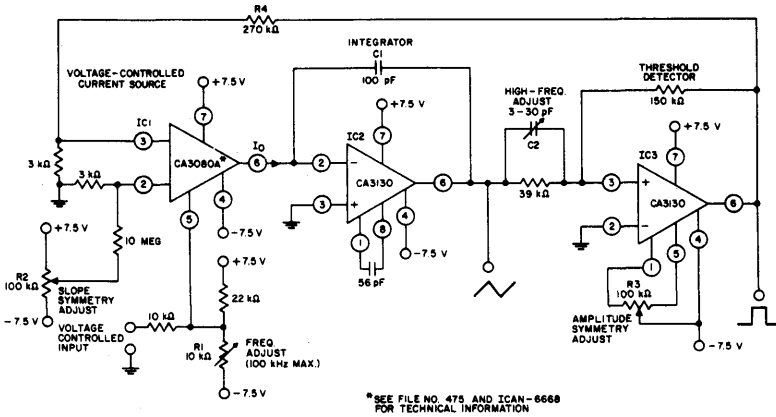 R4
270 kΩ
INTEGRATOR
C1
100 pF
VOLTAGE-CONTROLLED
CURRENT SOURCE
+7.5 V
7
IC1
3
CA3080A*
2
IO
6
4
5
-7.5 V
3 kΩ
3 kΩ
10 MEG
+7.5 V
R2
100 kΩ
SLOPE
SYMMETRY
ADJUST
-7.5 V
VOLTAGE
CONTROLLED
INPUT
10 kΩ
+7.5 V
22 kΩ
R1
10 kΩ
FREQ.
ADJUST
(100 kHz MAX.)
-7.5 V
+7.5 V
IC2
7
2
-
CA3130
3
+
6
1
8
4
-7.5 V
56 pF
HIGH-FREQ.
ADJUST
3-30 pF
C2
39 kΩ
THRESHOLD
DETECTOR
150 kΩ
+7.5 V
IC3
7
3
+
CA3130
2
-
6
4
1
5
R3
100 kΩ
AMPLITUDE
SYMMETRY
ADJUST
-7.5 V
*SEE FILE NO. 475 AND ICAN-6668
FOR TECHNICAL INFORMATION